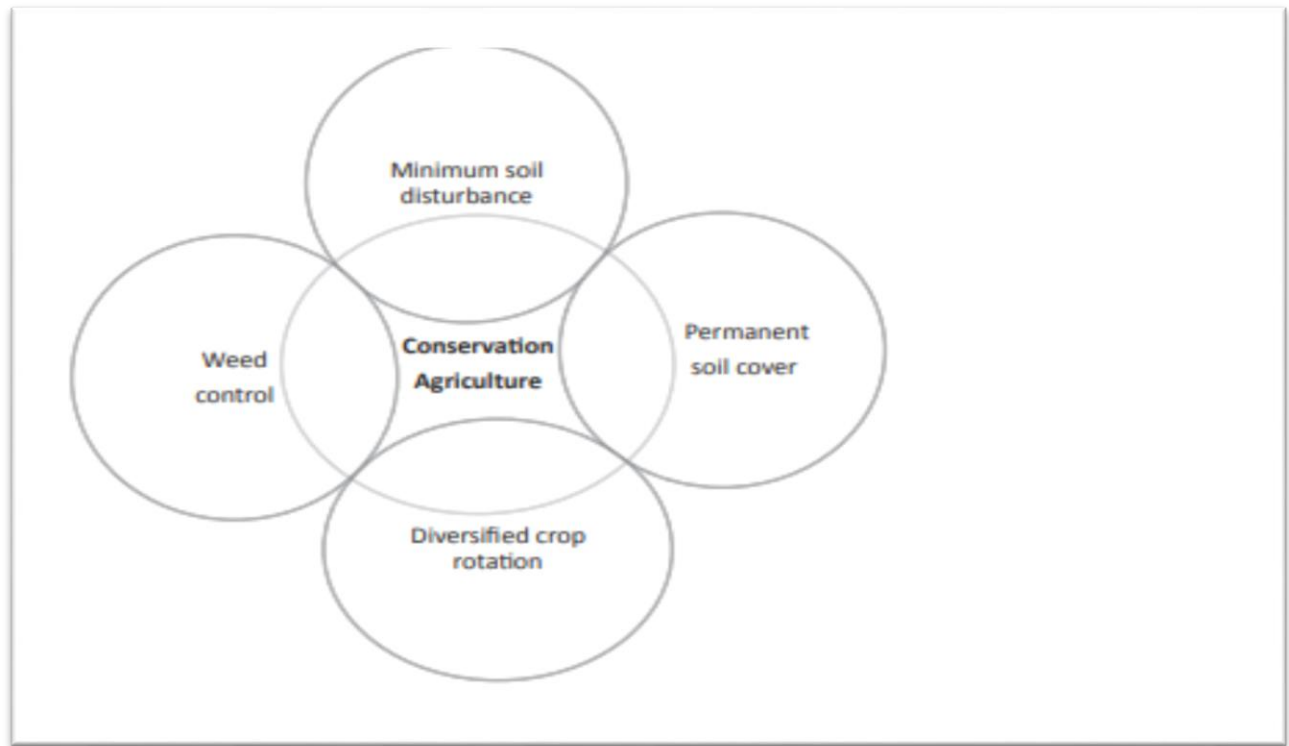 Minimum soil
disturbance
Weed
control
Conservation
Agriculture
Permanent
soil cover
Diversified crop
rotation